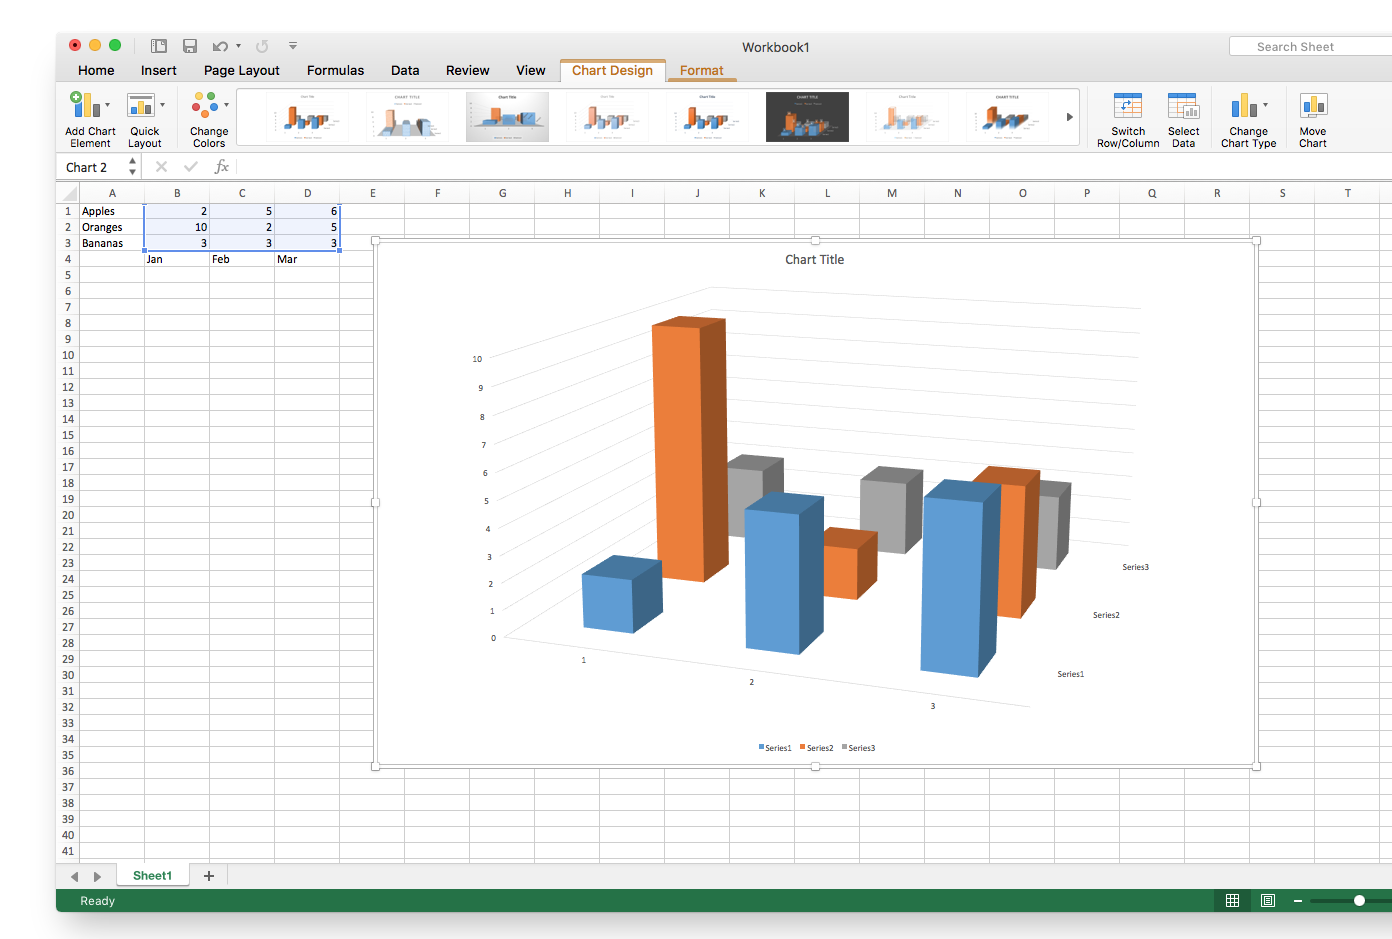 Workbook1
Search Sheet
Home Insert Page Layout Formulas Data Review View Chart Design Format
Add Chart Element
Quick Layout
Change Colors
Switch Row/Column
Select Data
Change Chart Type
Move Chart
Chart 2 fx
A B C D E F G H I J K L M N O P Q R S T
1 Apples 2 5 6
2 Oranges 10 2 5
3 Bananas 3 3 3
4 Jan Feb Mar
5
6
7
8
9
10
11
12
13
14
15
16
17
18
19
20
21
22
23
24
25
26
27
28
29
30
31
32
33
34
35
36
37
38
39
40
41
Chart Title
10
9
8
7
6
5
4
3
2
1
0
1
2
3
Series3
Series2
Series1
Series1 Series2 Series3
Sheet1 +
Ready